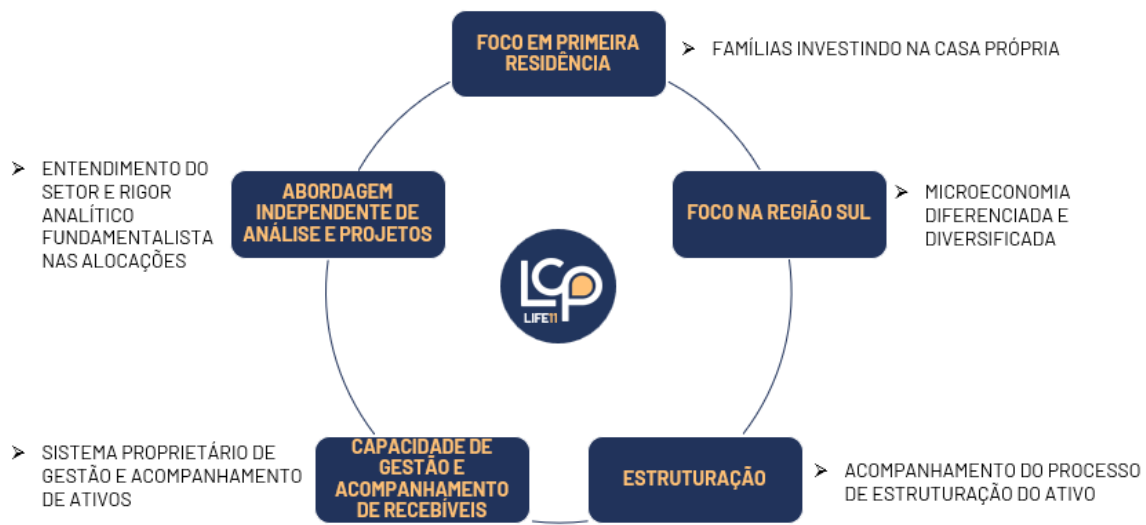 FOCO EM PRIMEIRA
RESIDÊNCIA
➤ FAMÍLIAS INVESTINDO NA CASA PRÓPRIA
FOCO NA REGIÃO SUL
➤ MICROECONOMIA
DIFERENCIADA E
DIVERSIFICADA
ESTRUTURAÇÃO
➤ ACOMPANHAMENTO DO PROCESSO
DE ESTRUTURAÇÃO DO ATIVO
CAPACIDADE DE
GESTÃO E
ACOMPANHAMENTO
DE RECEBÍVEIS
➤ SISTEMA PROPRIETÁRIO DE
GESTÃO E ACOMPANHAMENTO
DE ATIVOS
ABORDAGEM
INDEPENDENTE DE
ANÁLISE E PROJETOS
➤ ENTENDIMENTO DO
SETOR E RIGOR
ANALÍTICO
FUNDAMENTALISTA
NAS ALOCAÇÕES
LCP
LIFE11